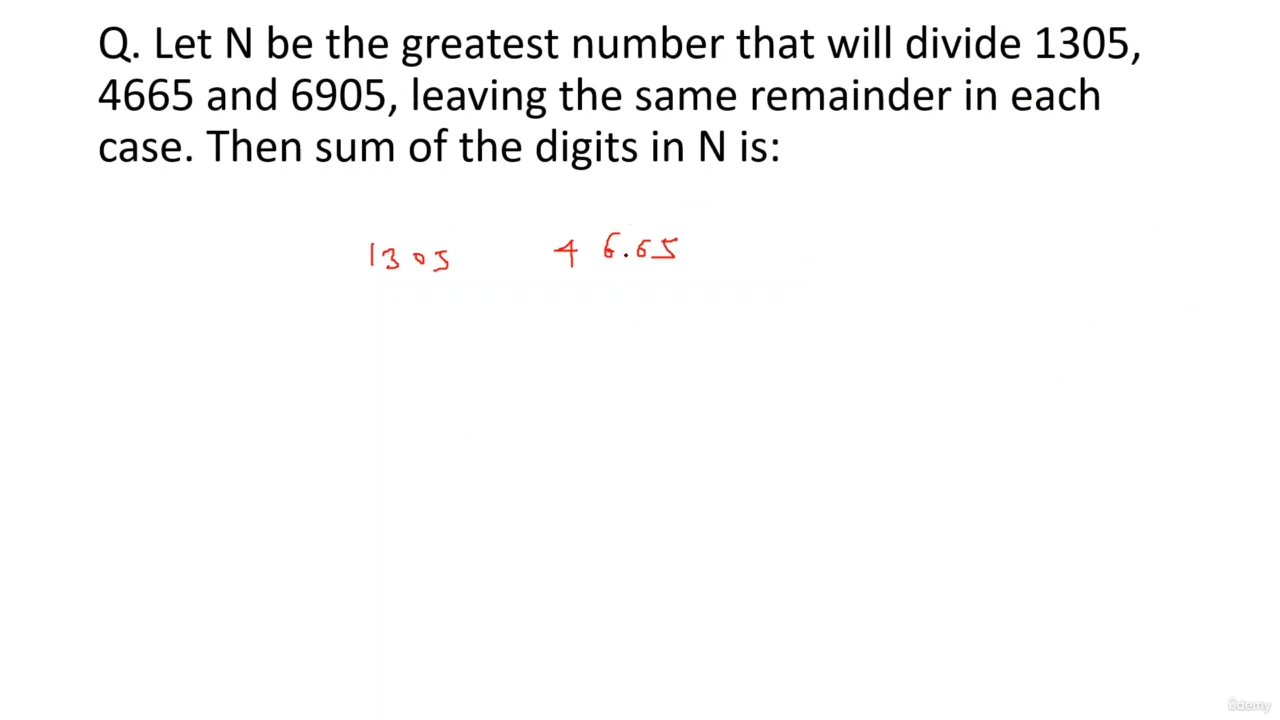 Q. Let N be the greatest number that will divide 1305,
4665 and 6905, leaving the same remainder in each
case. Then sum of the digits in N is:
1305 4665
ûdemy